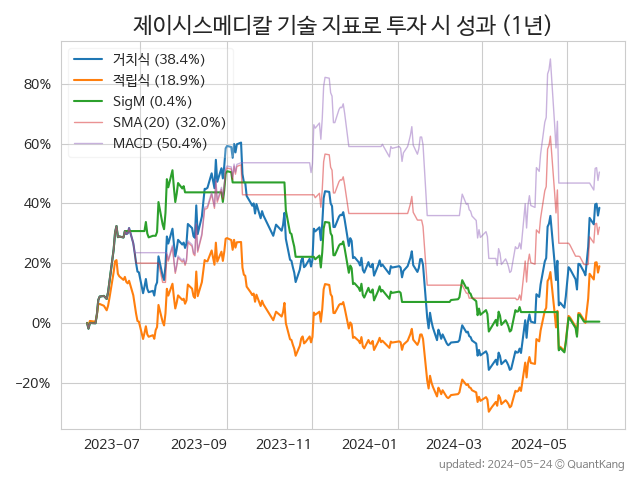 제이시스메디칼 기술 지표로 투자 시 성과 (1년)
거치식 (38.4%)
적립식 (18.9%)
SigM (0.4%)
SMA(20) (32.0%)
MACD (50.4%)
80%
60%
40%
20%
0%
−20%
2023-07 2023-09 2023-11 2024-01 2024-03 2024-05
updated: 2024-05-24 © QuantKang